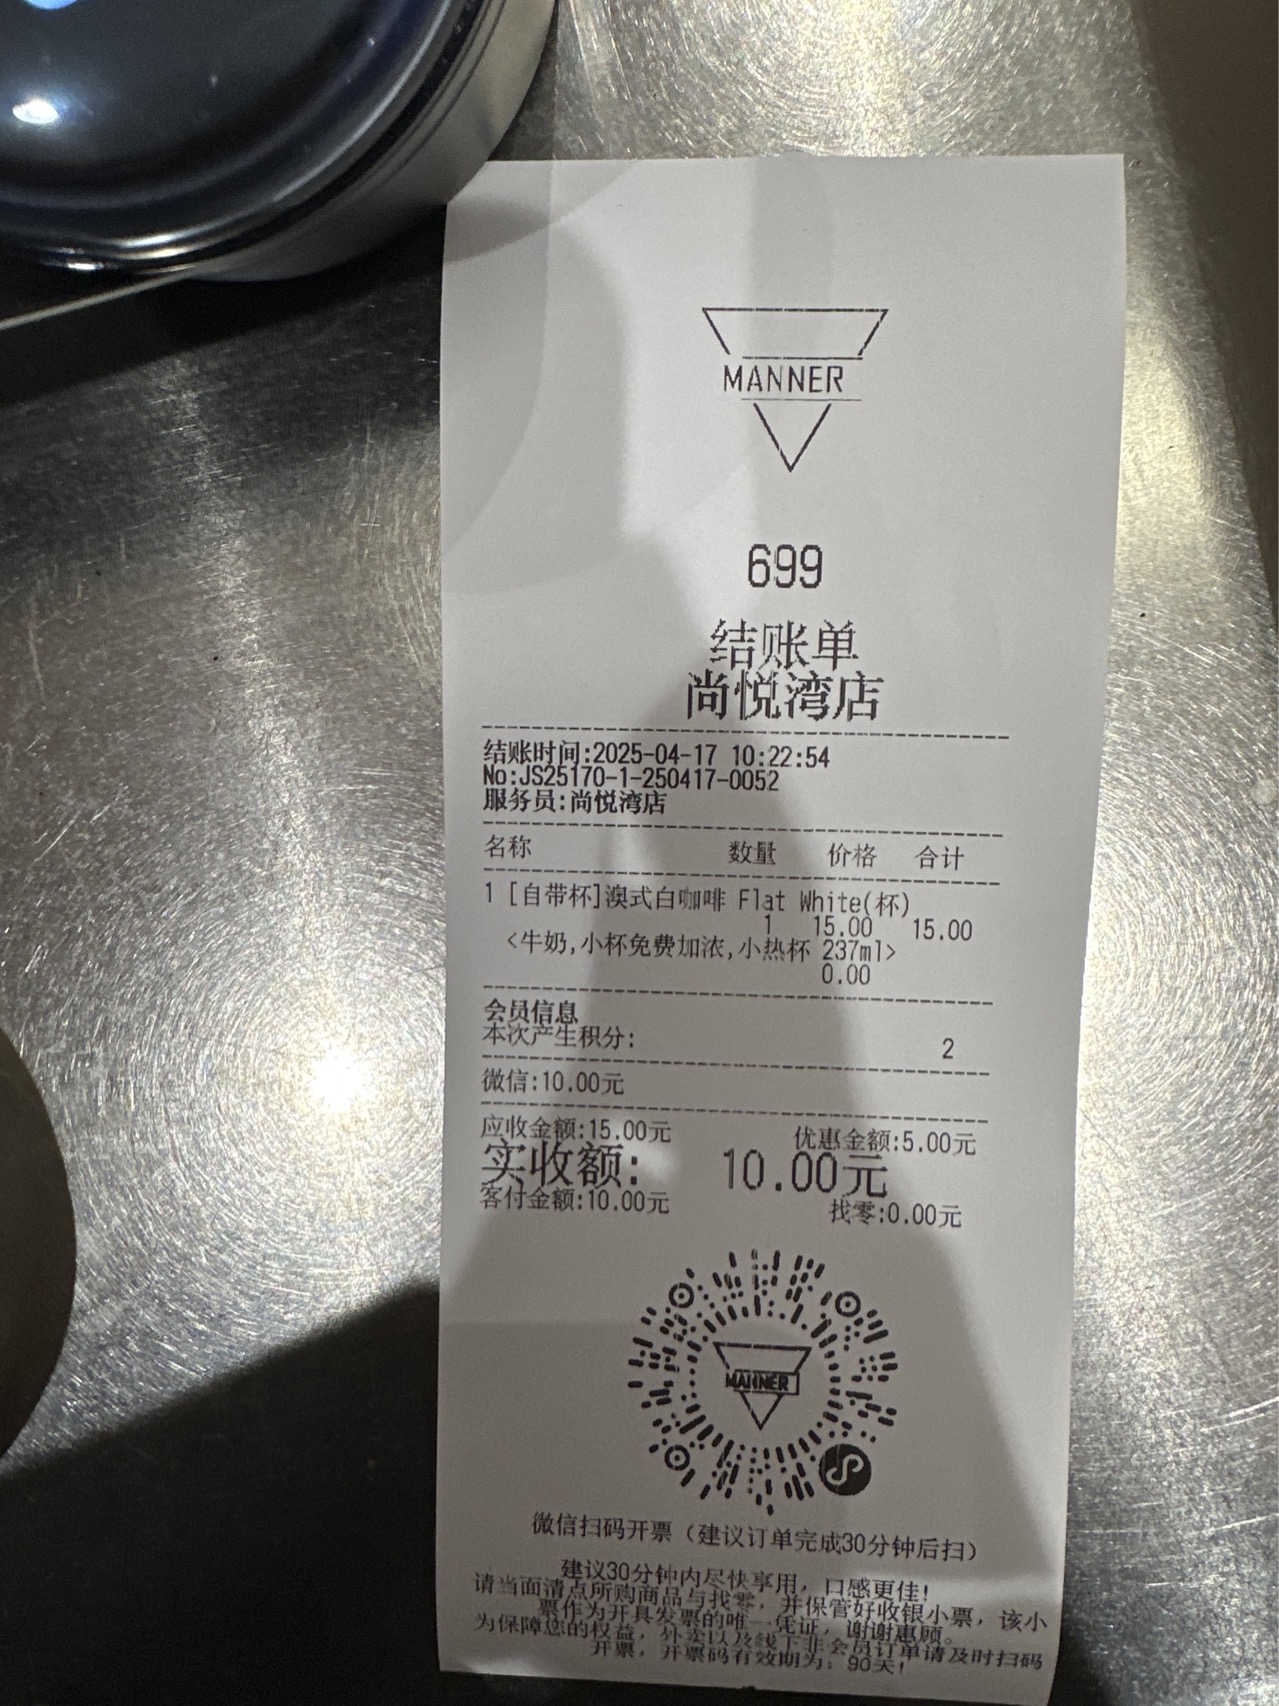 MANNER
699
结账单
尚悦湾店
结账时间:2025-04-17 10:22:54
No:JS25170-1-250417-0052
服务员:尚悦湾店
名称 数量 价格 合计
1 [自带杯]澳式白咖啡 Flat White(杯)
1 15.00 15.00
<牛奶,小杯免费加浓,小热杯 237ml>
0.00
会员信息
本次产生积分: 2
微信:10.00元
应收金额:15.00元 优惠金额:5.00元
实收额: 10.00元
客付金额:10.00元 找零:0.00元
MANNER
微信扫码开票（建议订单完成30分钟后扫）
建议30分钟内尽快享用，口感更佳!
请当面清点所购商品与找零，并保管好收银小票，该小
票作为开具发票的唯一凭证，谢谢惠顾。
为保障您的权益，外卖以及线下非会员订单请及时扫码
开票，开票码有效期为：90天!